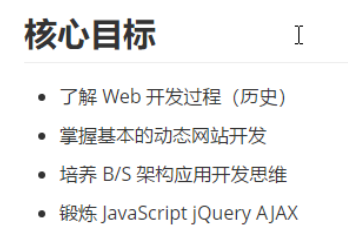 核心目标
了解 Web 开发过程（历史）
掌握基本的动态网站开发
培养 B/S 架构应用开发思维
锻炼 JavaScript jQuery AJAX